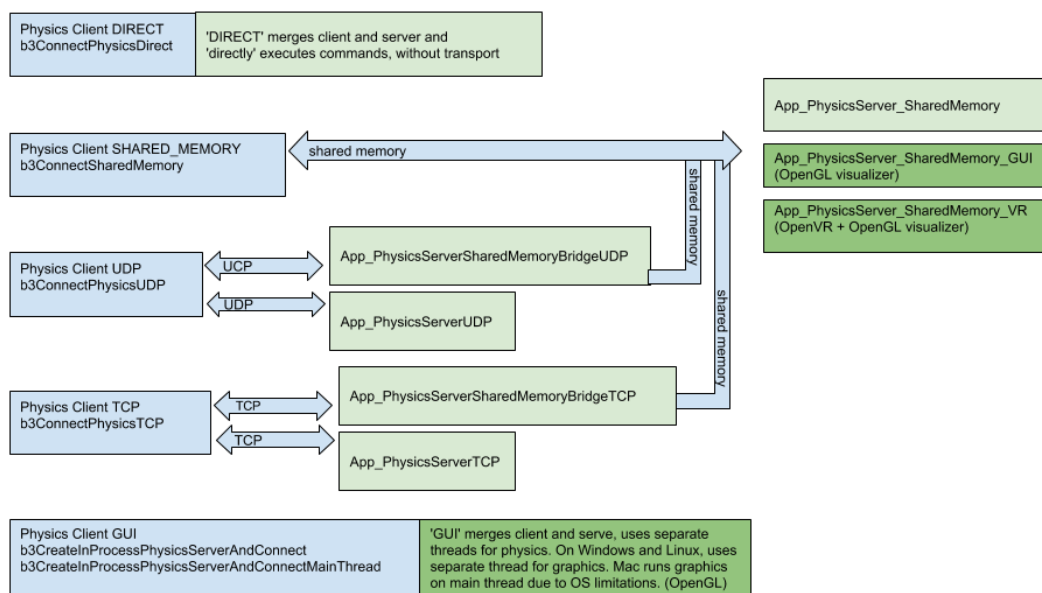 Physics Client DIRECT
b3ConnectPhysicsDirect
'DIRECT' merges client and server and
'directly' executes commands, without transport
App_PhysicsServer_SharedMemory
Physics Client SHARED_MEMORY
b3ConnectSharedMemory
shared memory
App_PhysicsServer_SharedMemory_GUI
(OpenGL visualizer)
shared memory
App_PhysicsServer_SharedMemory_VR
(OpenVR + OpenGL visualizer)
Physics Client UDP
b3ConnectPhysicsUDP
UCP
App_PhysicsServerSharedMemoryBridgeUDP
UDP
App_PhysicsServerUDP
shared memory
Physics Client TCP
b3ConnectPhysicsTCP
TCP
App_PhysicsServerSharedMemoryBridgeTCP
TCP
App_PhysicsServerTCP
Physics Client GUI
b3CreateInProcessPhysicsServerAndConnect
b3CreateInProcessPhysicsServerAndConnectMainThread
'GUI' merges client and serve, uses separate
threads for physics. On Windows and Linux, uses
separate thread for graphics. Mac runs graphics
on main thread due to OS limitations. (OpenGL)